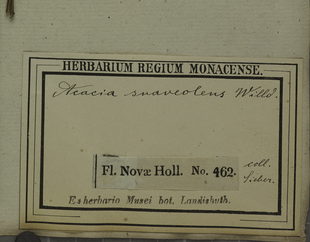 HERBARIUM REGIUM MONACENSE.
Acacia suaveolens Willd.
Fl. Novæ Holl. No. 462.
coll.
Sieber.
Ex herbario Musei bot. Landishuth.